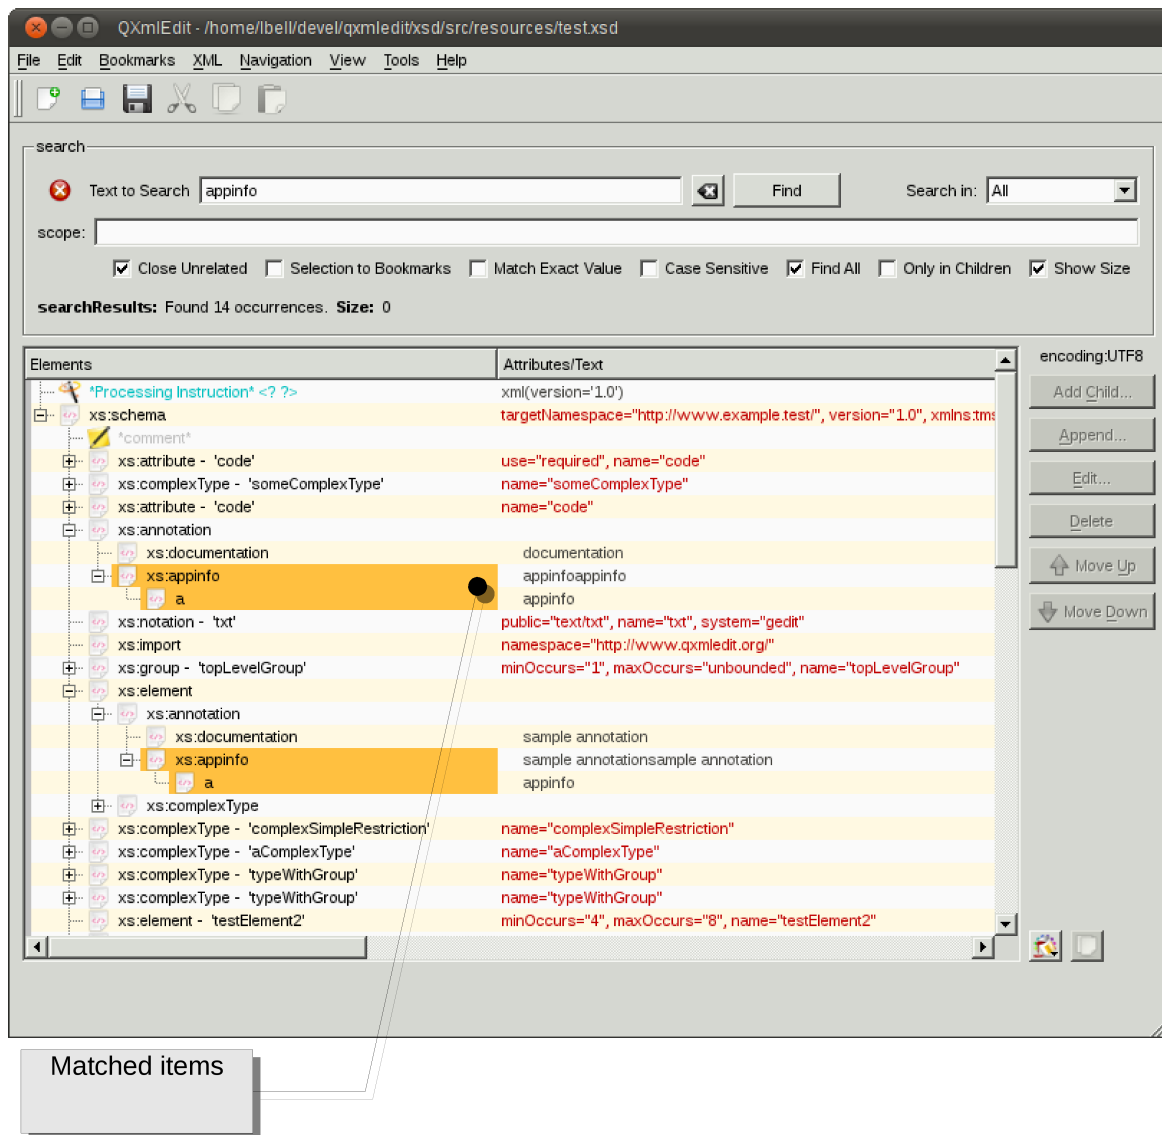 QXmlEdit - /home/lbell/devel/qxmledit/xsd/src/resources/test.xsd
File Edit Bookmarks XML Navigation View Tools Help
search
Text to Search appinfo Find Search in: All
scope:
Close Unrelated Selection to Bookmarks Match Exact Value Case Sensitive Find All Only in Children Show Size
searchResults: Found 14 occurrences. Size: 0
Elements Attributes/Text encoding:UTF8
*Processing Instruction* <? ?> xml(version='1.0') Add Child...
xs:schema targetNamespace="http://www.example.test/", version="1.0", xmlns:tms
*comment* Append...
xs:attribute - 'code' use="required", name="code"
xs:complexType - 'someComplexType' name="someComplexType" Edit...
xs:attribute - 'code' name="code"
xs:annotation Delete
xs:documentation documentation
xs:appinfo appinfoappinfo Move Up
a appinfo
xs:notation - 'txt' public="text/txt", name="txt", system="gedit" Move Down
xs:import namespace="http://www.qxmledit.org/"
xs:group - 'topLevelGroup' minOccurs="1", maxOccurs="unbounded", name="topLevelGroup"
xs:element
xs:annotation
xs:documentation sample annotation
xs:appinfo sample annotationsample annotation
a appinfo
xs:complexType
xs:complexType - 'complexSimpleRestriction' name="complexSimpleRestriction"
xs:complexType - 'aComplexType' name="aComplexType"
xs:complexType - 'typeWithGroup' name="typeWithGroup"
xs:complexType - 'typeWithGroup' name="typeWithGroup"
xs:element - 'testElement2' minOccurs="4", maxOccurs="8", name="testElement2"
Matched items